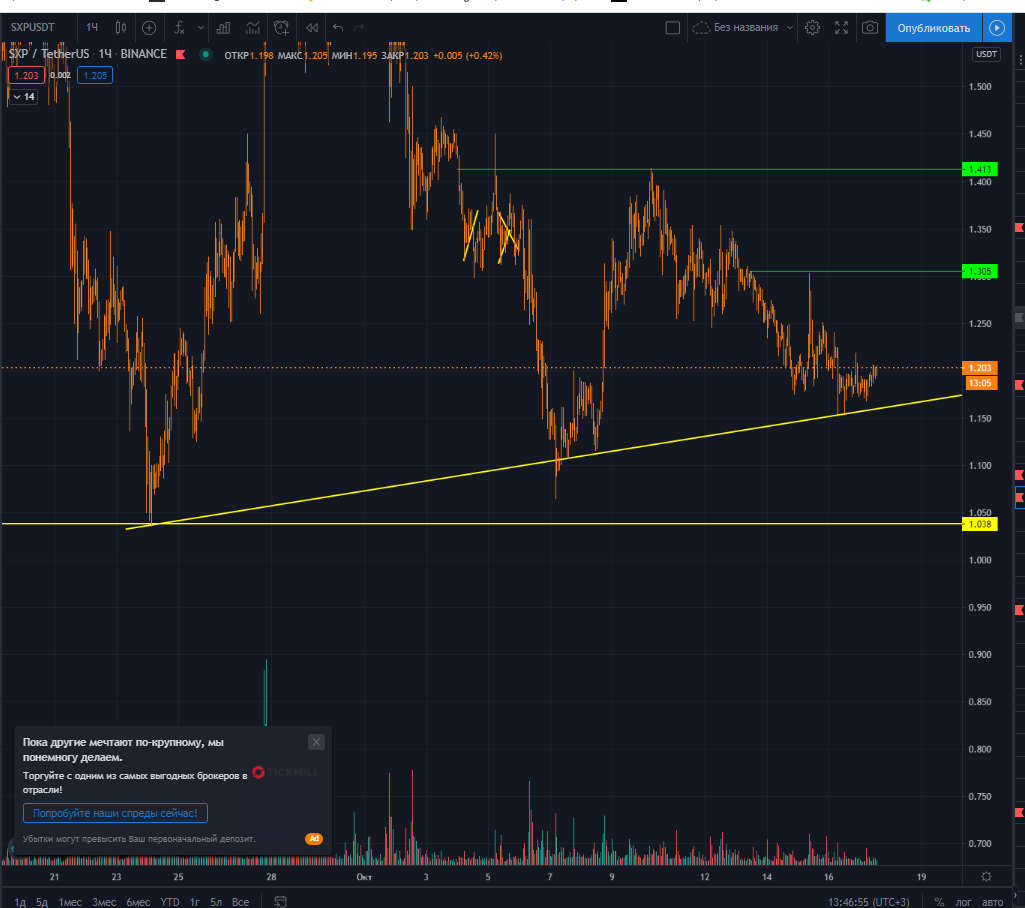 SXPUSDT 1Ч Без названия Опубликовать
SXP / TetherUS · 1Ч · BINANCE ОТКР1.198 МАКС1.205 МИН1.195 ЗАКР1.203 +0.005 (+0.42%) USDT
1.203 0.002 1.205
14
1.500
1.450
1.413
1.400
1.350
1.305
1.300
1.250
1.203
13:05
1.150
1.100
1.050
1.038
1.000
0.950
0.900
0.850
0.800
0.750
0.700
Пока другие мечтают по-крупному, мы
понемногу делаем.
TICKMILL
Торгуйте с одним из самых выгодных брокеров в
отрасли!
Попробуйте наши спреды сейчас!
Убытки могут превысить Ваш первоначальный депозит. Ad
21 23 25 28 Окт 3 5 7 9 12 14 16 19
1д 5д 1мес 3мес 6мес YTD 1г 5л Все 13:46:55 (UTC+3) % лог авто